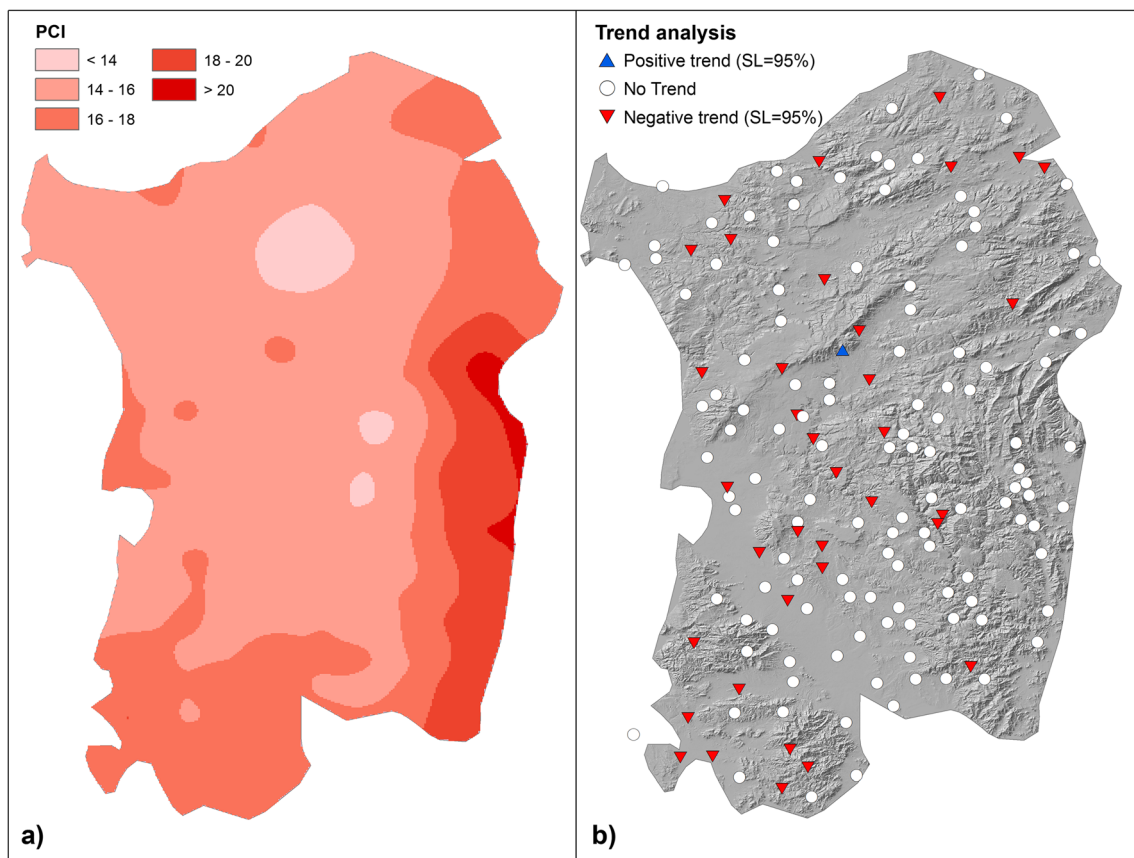 PCI
< 14
14 - 16
16 - 18
18 - 20
> 20
a)
Trend analysis
Positive trend (SL=95%)
No Trend
Negative trend (SL=95%)
b)